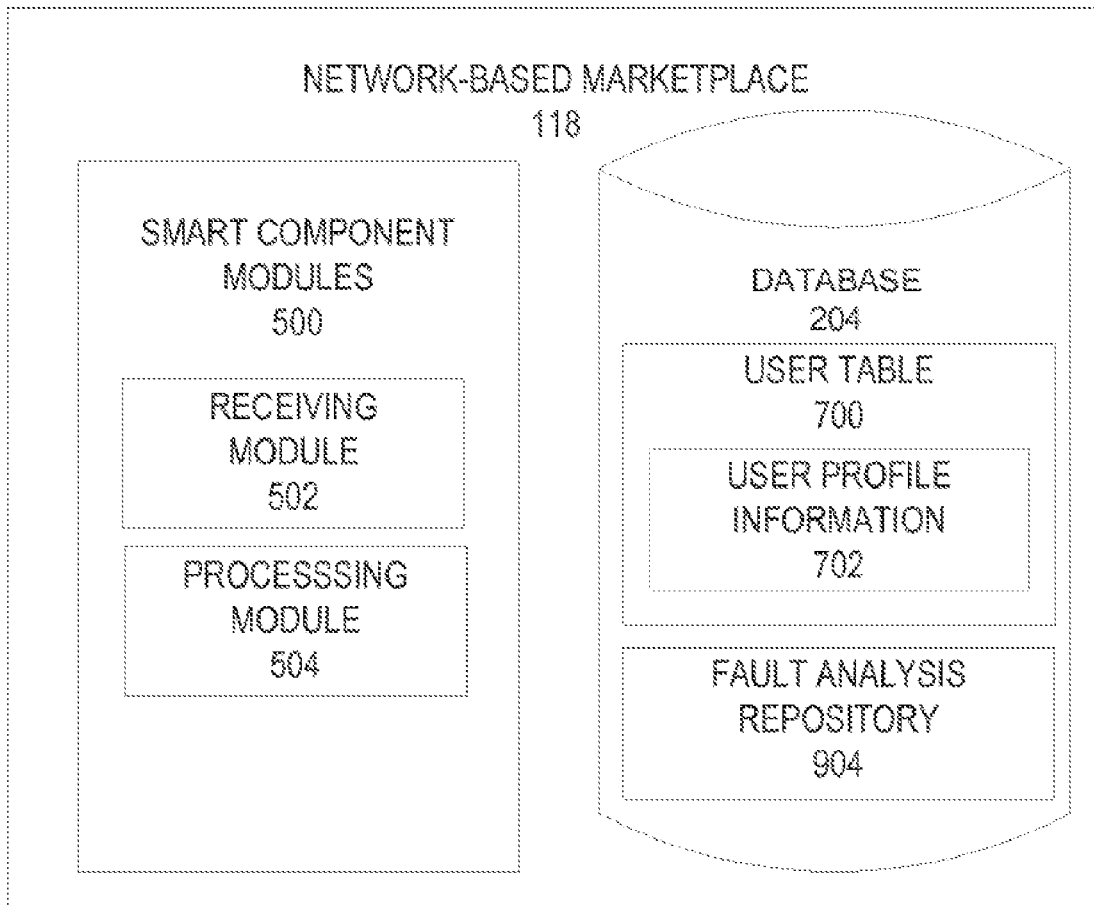 NETWORK-BASED MARKETPLACE
118
SMART COMPONENT
MODULES
500
RECEIVING
MODULE
502
PROCESSSING
MODULE
504
DATABASE
204
USER TABLE
700
USER PROFILE
INFORMATION
702
FAULT ANALYSIS
REPOSITORY
904